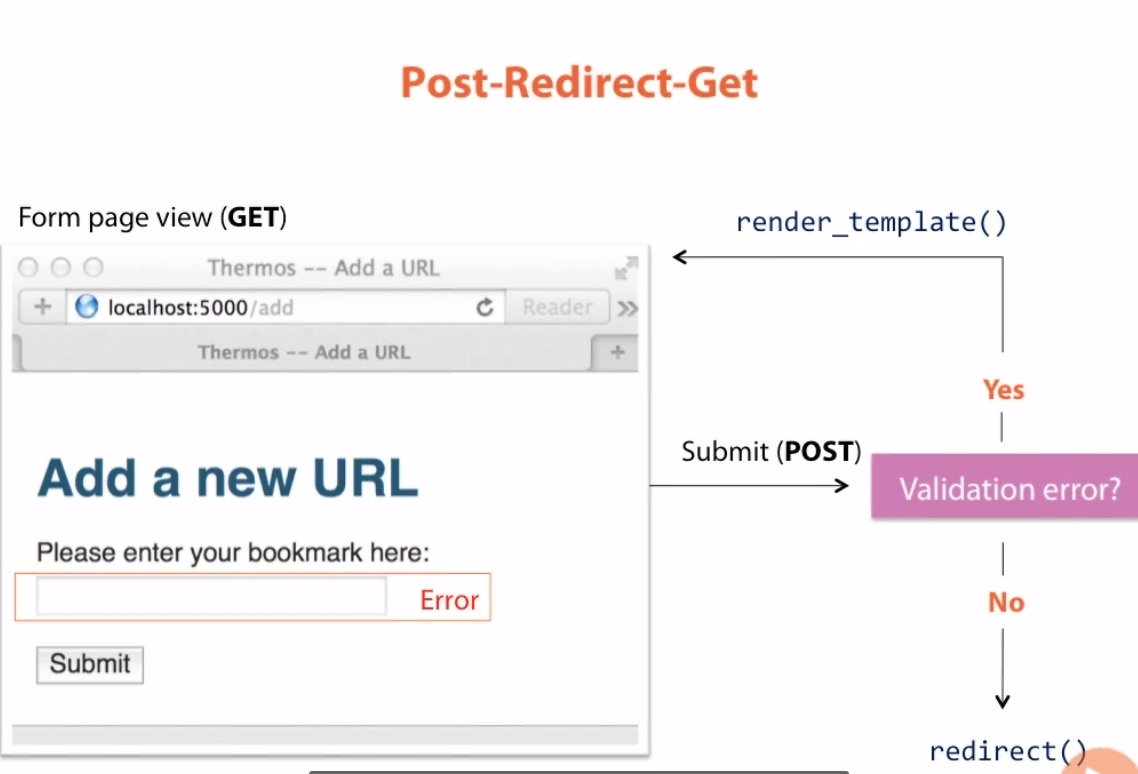 Post-Redirect-Get
Form page view (GET)
render_template()
Thermos -- Add a URL
localhost:5000/add
Reader
Thermos -- Add a URL
Yes
Submit (POST)
Add a new URL
Validation error?
Please enter your bookmark here:
Error
No
Submit
redirect()